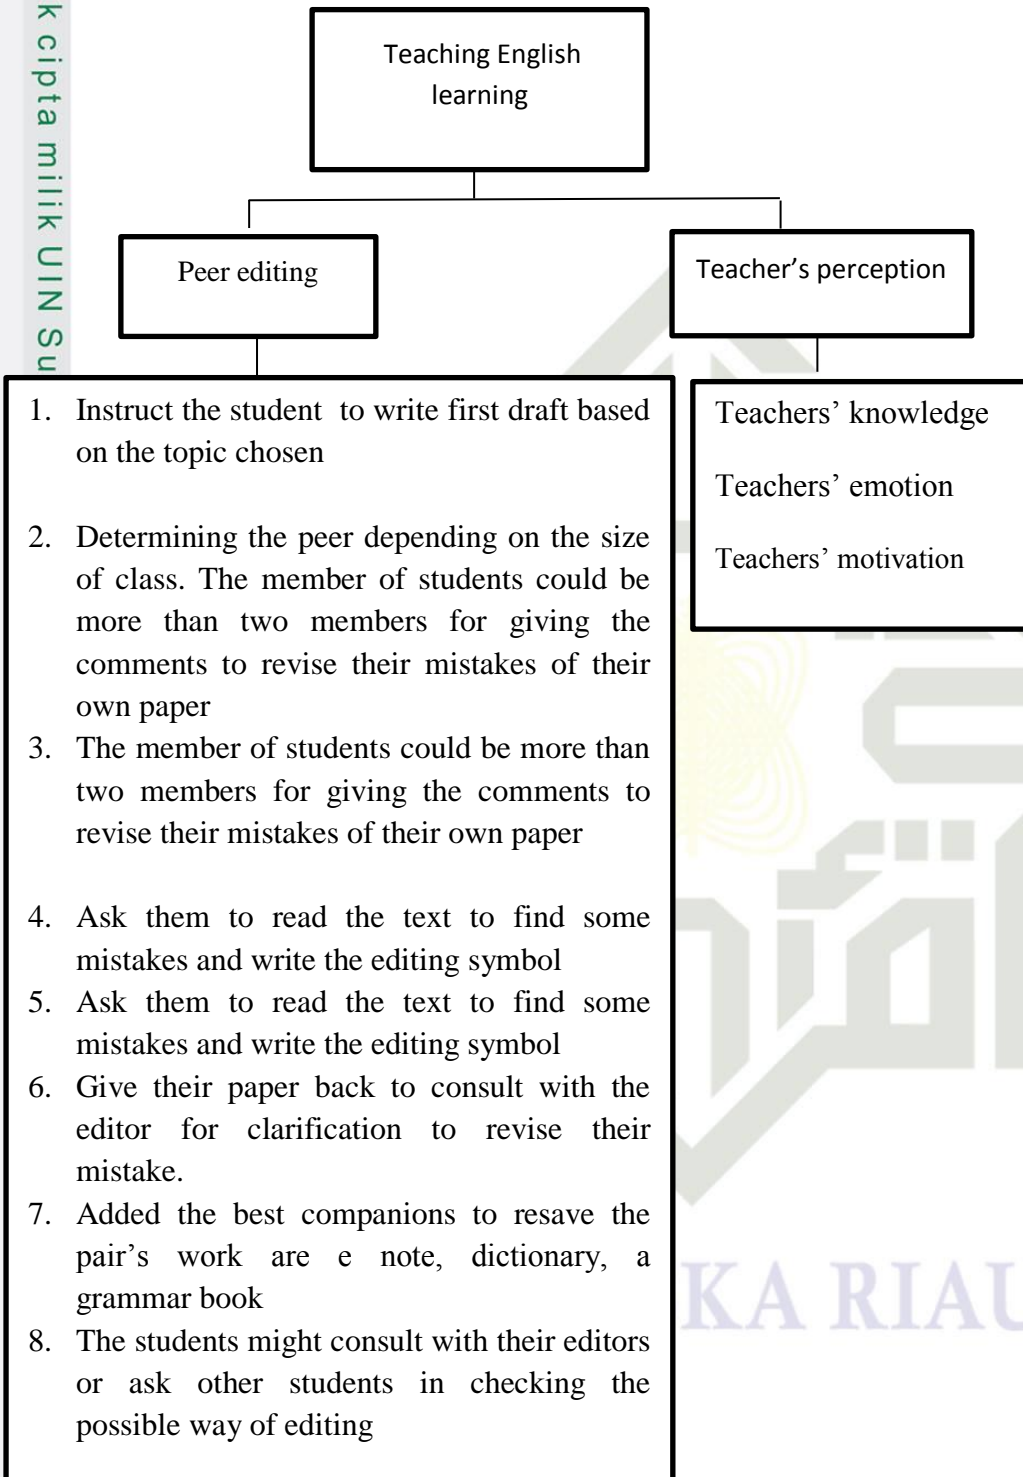 k cipta milik UIN Su
Teaching English
learning
Peer editing
Teacher’s perception
1. Instruct the student to write first draft based
on the topic chosen
2. Determining the peer depending on the size
of class. The member of students could be
more than two members for giving the
comments to revise their mistakes of their
own paper
3. The member of students could be more than
two members for giving the comments to
revise their mistakes of their own paper
4. Ask them to read the text to find some
mistakes and write the editing symbol
5. Ask them to read the text to find some
mistakes and write the editing symbol
6. Give their paper back to consult with the
editor for clarification to revise their
mistake.
7. Added the best companions to resave the
pair’s work are e note, dictionary, a
grammar book
8. The students might consult with their editors
or ask other students in checking the
possible way of editing
Teachers’ knowledge
Teachers’ emotion
Teachers’ motivation
KA RIAU